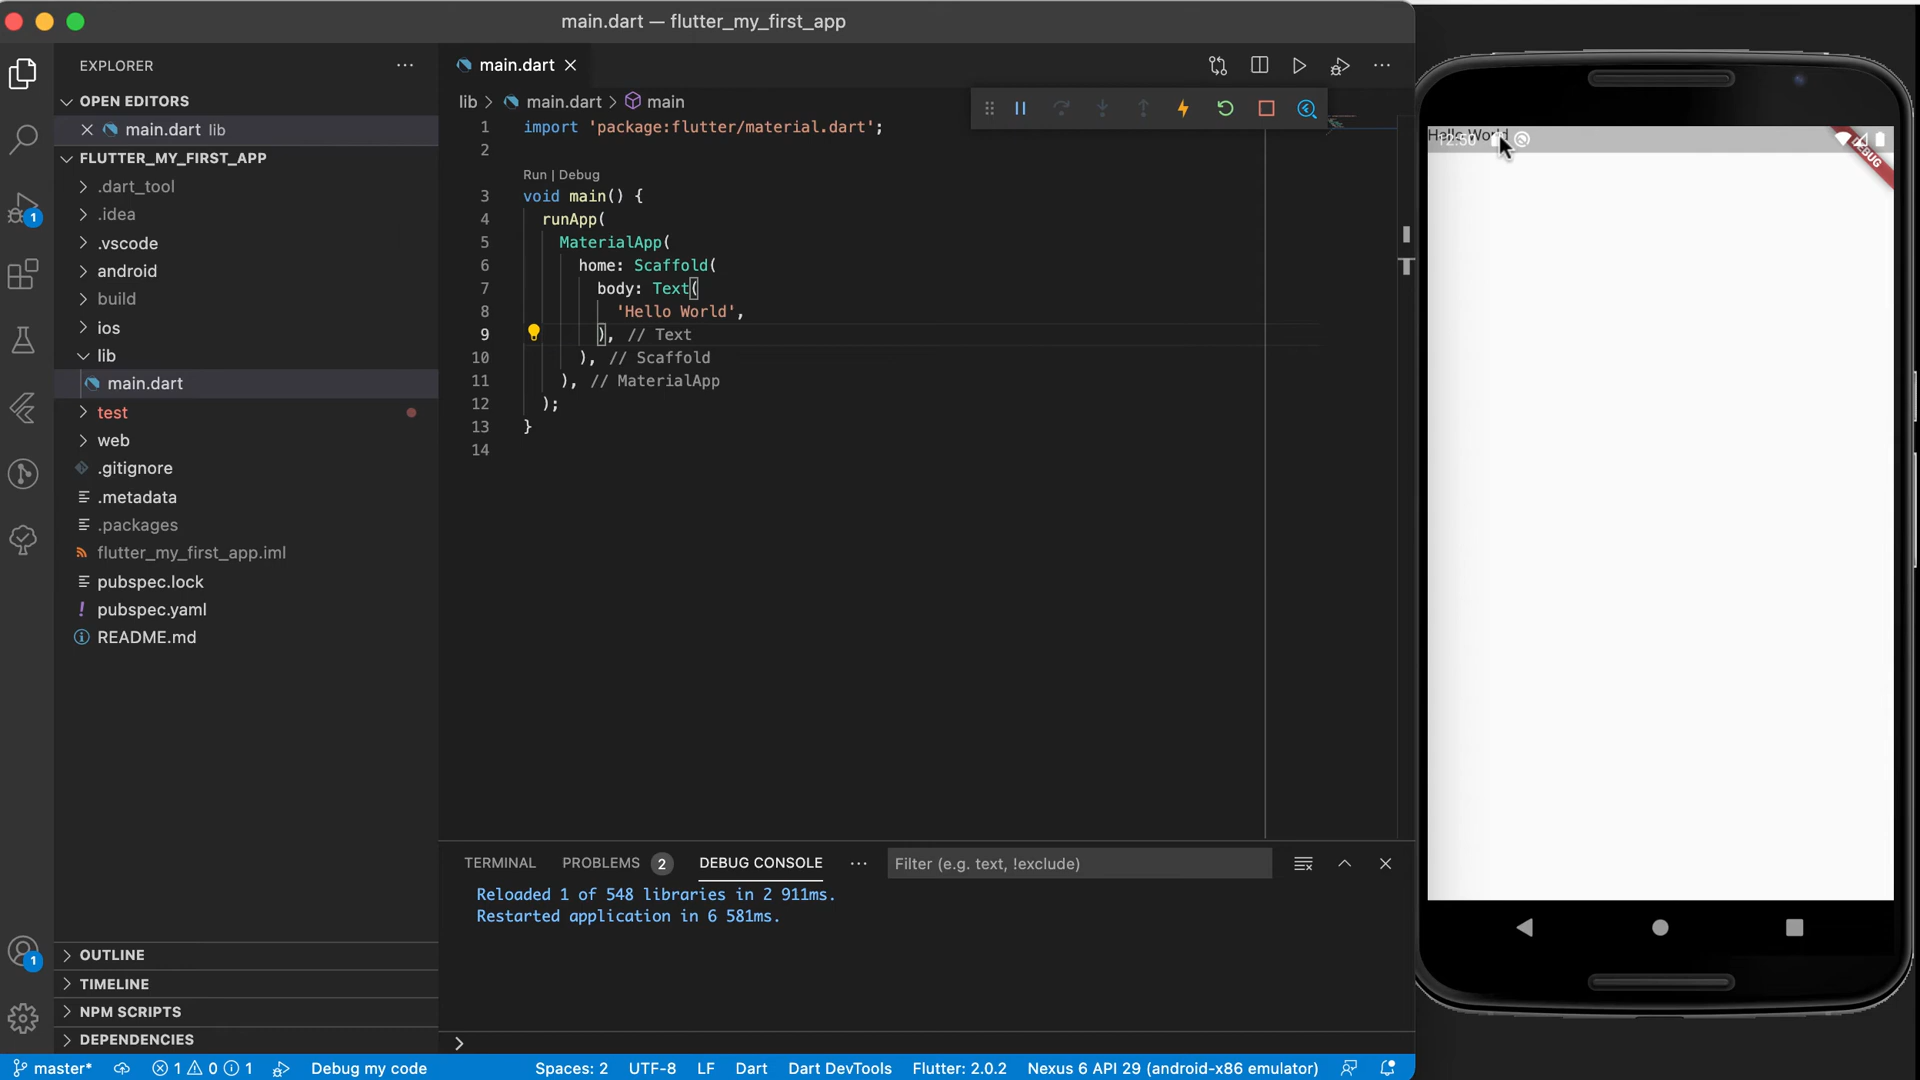 main.dart — flutter_my_first_app
EXPLORER
OPEN EDITORS
main.dart lib
FLUTTER_MY_FIRST_APP
.dart_tool
.idea
.vscode
android
build
ios
lib
main.dart
test
web
.gitignore
.metadata
.packages
flutter_my_first_app.iml
pubspec.lock
pubspec.yaml
README.md
OUTLINE
TIMELINE
NPM SCRIPTS
DEPENDENCIES
1
1
main.dart
lib > main.dart > main
1 import 'package:flutter/material.dart';
2
Run | Debug
3 void main() {
4 runApp(
5 MaterialApp(
6 home: Scaffold(
7 body: Text(
8 'Hello World',
9 ), // Text
10 ), // Scaffold
11 ), // MaterialApp
12 );
13 }
14
TERMINAL PROBLEMS 2 DEBUG CONSOLE Filter (e.g. text, !exclude)
Reloaded 1 of 548 libraries in 2 911ms.
Restarted application in 6 581ms.
master* 1 0 1 Debug my code Spaces: 2 UTF-8 LF Dart Dart DevTools Flutter: 2.0.2 Nexus 6 API 29 (android-x86 emulator)
Hello World
12:50
DEBUG